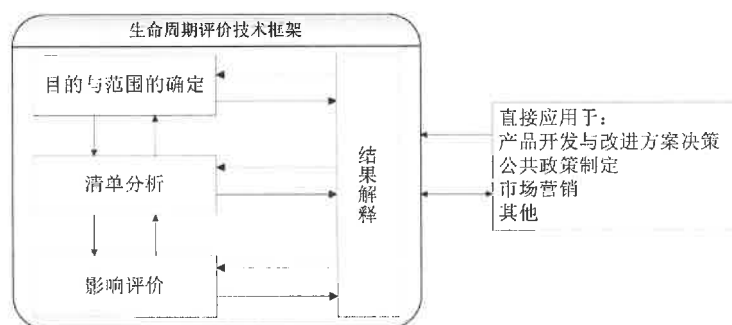 生命周期评价技术框架
目的与范围的确定
清单分析
影响评价
结果解释
直接应用于：
产品开发与改进方案决策
公共政策制定
市场营销
其他